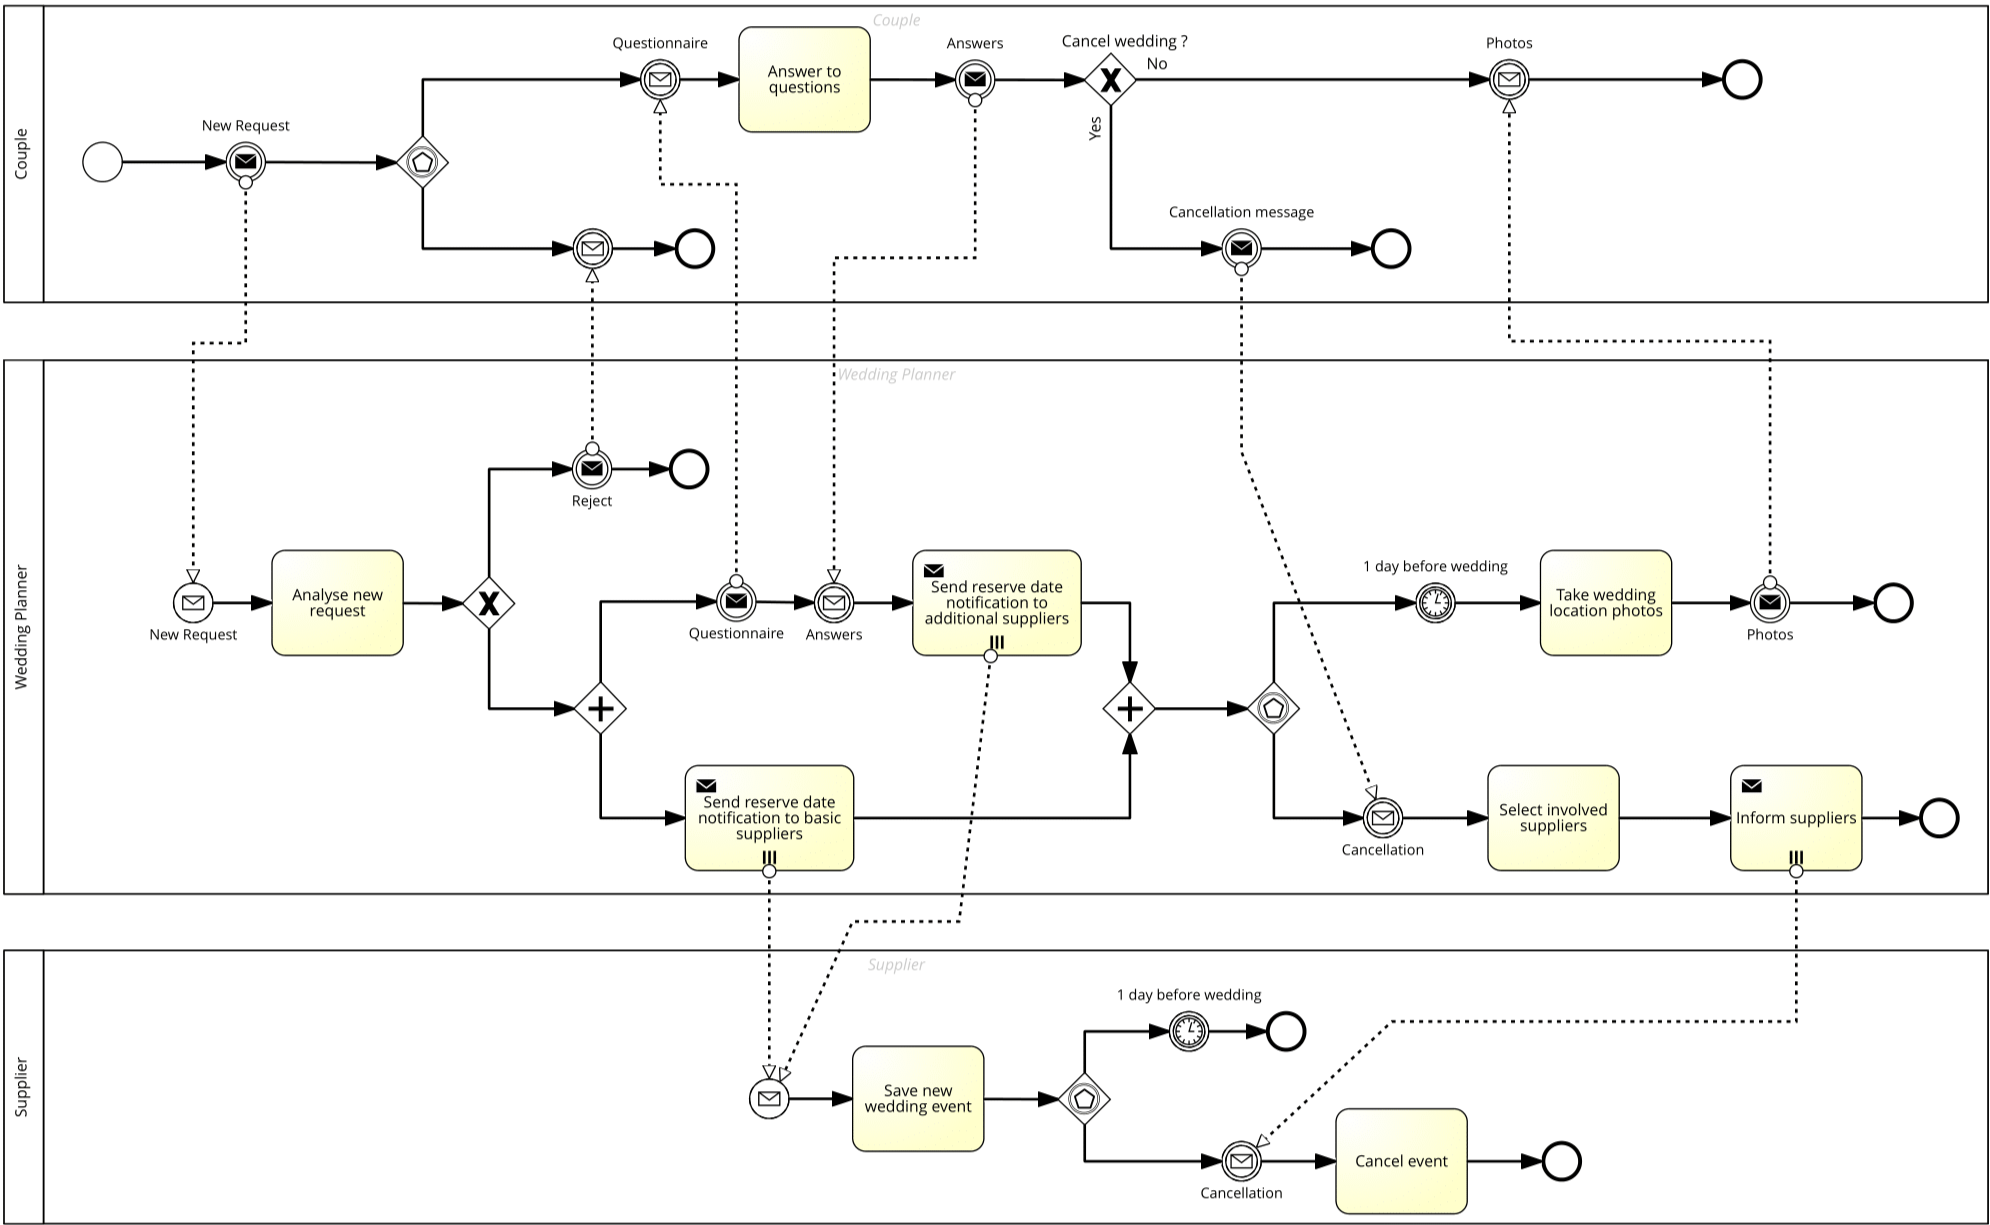 Couple
Couple
Questionnaire
Answer to
questions
Answers
Cancel wedding ?
No
Yes
Photos
New Request
Cancellation message
Wedding Planner
Wedding Planner
Reject
New Request
Analyse new
request
Questionnaire
Answers
Send reserve date
notification to
additional suppliers
1 day before wedding
Take wedding
location photos
Photos
Send reserve date
notification to basic
suppliers
Cancellation
Select involved
suppliers
Inform suppliers
Supplier
Supplier
1 day before wedding
Save new
wedding event
Cancellation
Cancel event